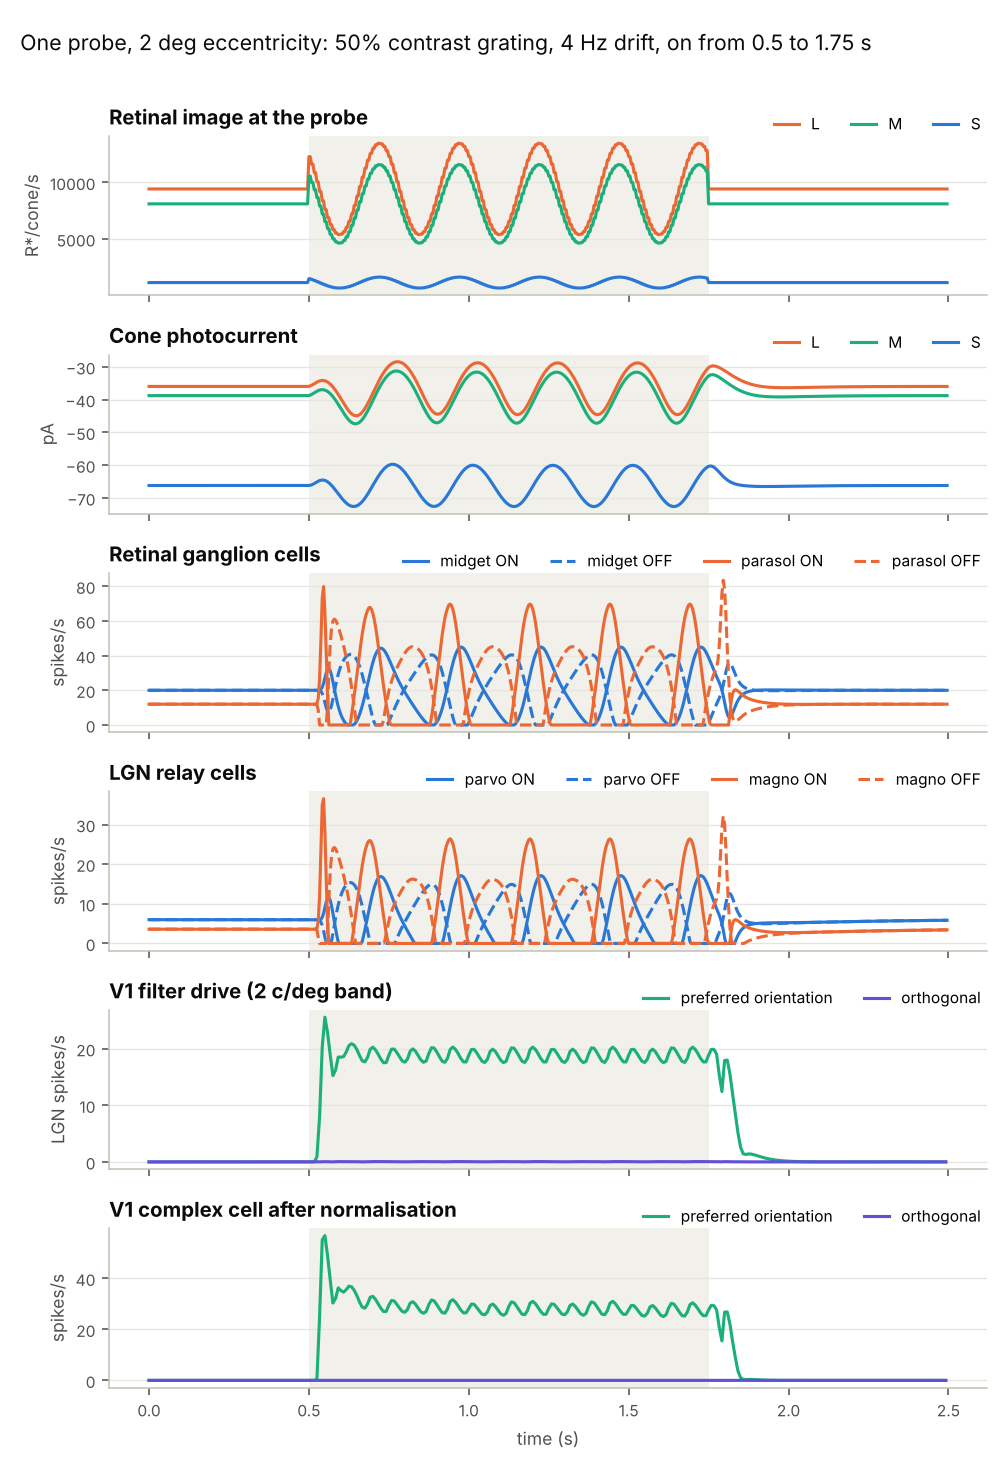 One probe, 2 deg eccentricity: 50% contrast grating, 4 Hz drift, on from 0.5 to 1.75 s
Retinal image at the probe
L M S
R*/cone/s
10000
5000
Cone photocurrent
L M S
pA
−30
−40
−50
−60
−70
Retinal ganglion cells
midget ON midget OFF parasol ON parasol OFF
spikes/s
80
60
40
20
0
LGN relay cells
parvo ON parvo OFF magno ON magno OFF
spikes/s
30
20
10
0
V1 filter drive (2 c/deg band)
preferred orientation orthogonal
LGN spikes/s
20
10
0
V1 complex cell after normalisation
preferred orientation orthogonal
spikes/s
40
20
0
0.0 0.5 1.0 1.5 2.0 2.5
time (s)